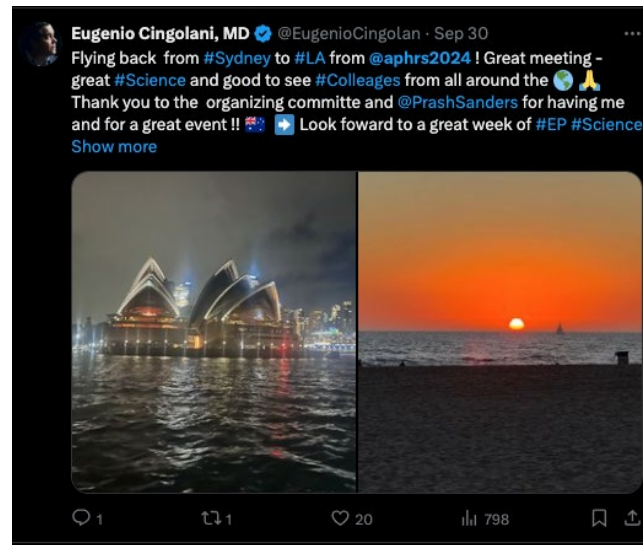 Eugenio Cingolani, MD @EugenioCingolan · Sep 30
Flying back from #Sydney to #LA from @aphrs2024 ! Great meeting -
great #Science and good to see #Colleages from all around the 🌎 🙏
Thank you to the organizing committe and @PrashSanders for having me
and for a great event !! 🇦🇺 ➡️ Look foward to a great week of #EP #Science
Show more
1 1 20 798